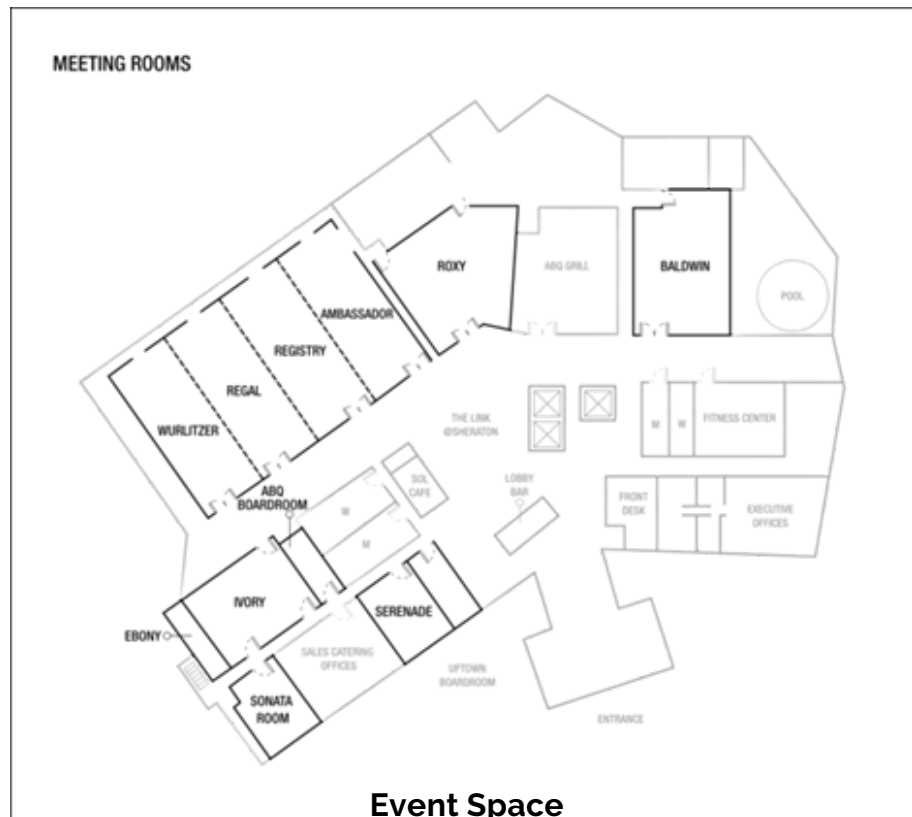 MEETING ROOMS
ROXY
ABQ GRILL
BALDWIN
POOL
AMBASSADOR
REGISTRY
REGAL
WURLITZER
THE LINK
@SHERATON
M
W
FITNESS CENTER
ABQ
BOARDROOM
SOL
CAFE
LOBBY
BAR
FRONT
DESK
EXECUTIVE
OFFICES
W
M
IVORY
SERENADE
EBONY
SALES CATERING
OFFICES
UPTOWN
BOARDROOM
SONATA
ROOM
ENTRANCE
Event Space